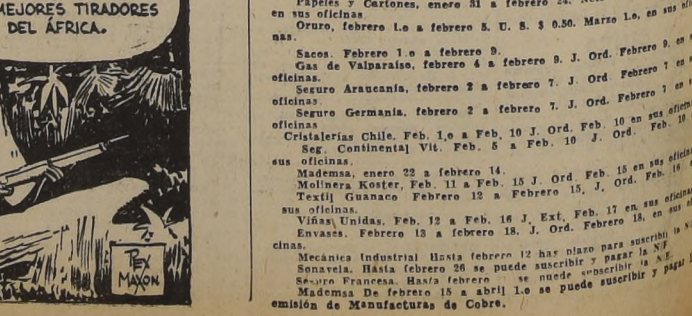 MEJORES TIRADORES
DEL ÁFRICA.
REX
MAXON
Papeles y Cartones, enero 31 a febrero 24.
en sus oficinas.
Oruro, febrero 1.o a febrero 5. U. S. $ 0.50. Marzo 1.o, en sus
nas.
Sacos. Febrero 1.o a febrero 9.
Gas de Valparaíso, febrero 4 a febrero 9. J. Ord. Febrero 9. en
oficinas.
Seguro Araucanía, febrero 2 a febrero 7. J. Ord. Febrero 7 en
oficinas.
Seguro Germania, febrero 2 a febrero 7. J. Ord. Febrero 7 en
oficinas
Cristalerías Chile. Feb. 1.o a Feb. 10 J. Ord. Feb. 10 en sus oficinas.
Seg. Continental Vit. Feb. 5 a Feb. 10 J. Ord. Feb. 10
sus oficinas.
Mademsa, enero 22 a febrero 14.
Molinera Koster, Feb. 11 a Feb. 15 J. Ord. Feb. 15 en sus
Textil Guanaco Febrero 12 a Febrero 15, J, Ord. Feb. 16
sus oficinas.
Viñas Unidas. Feb. 12 a Feb. 16 J, Ext, Feb. 17 en sus
Envases. Febrero 13 a febrero 18. J. Ord. Febrero 18, en sus
cinas.
Mecánica Industrial Hasta febrero 12 hay plazo para suscribir
Sonavela. Hasta febrero 26 se puede suscribir y pagar la N.F.
Seguro Francesa. Hasta febrero se puede suscribir la N.E.
Mademsa De febrero 15 a abril 1.o se puede suscribir y pagar
emisión de Manufacturas de Cobre.